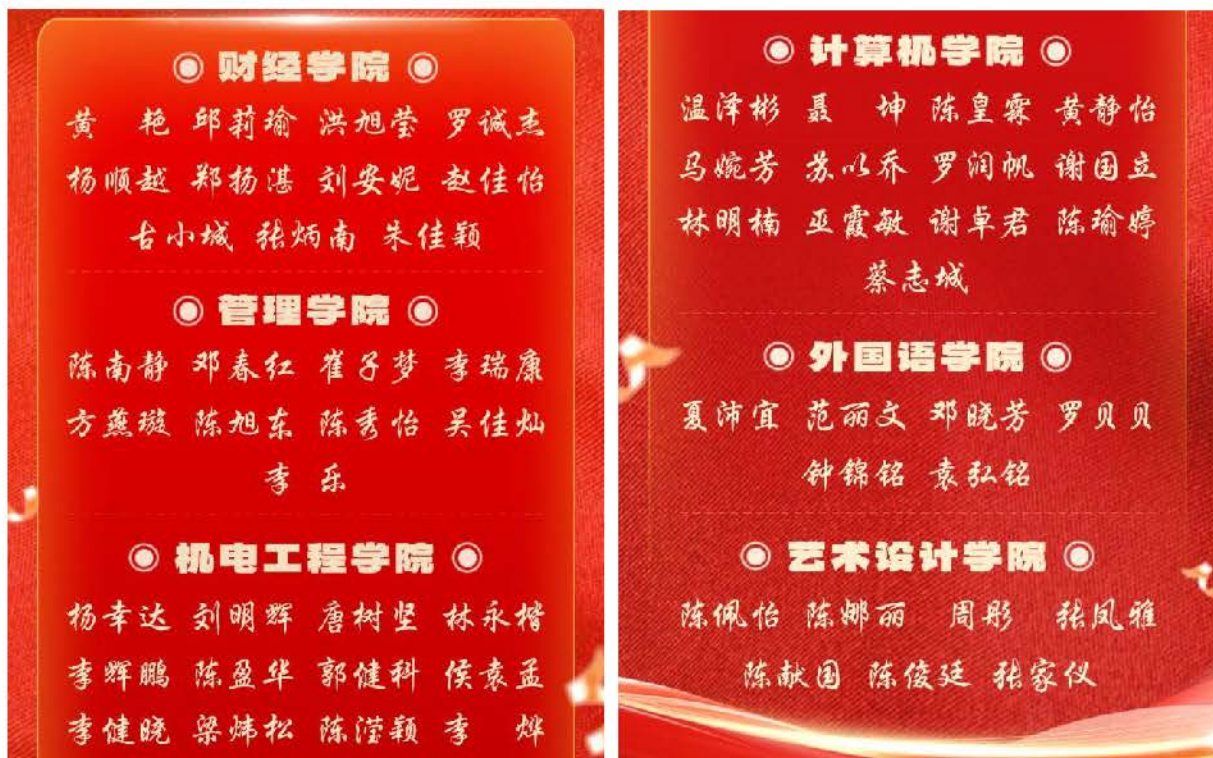 财经学院
黄 艳 邱莉瑜 洪旭莹 罗诚杰
杨顺越 郑扬湛 刘安妮 赵佳怡
古小城 张炳南 朱佳颖
管理学院
陈南静 邓春红 崔子梦 李瑞康
方燕璇 陈旭东 陈秀怡 吴佳灿
李 乐
机电工程学院
杨幸达 刘明辉 唐树坚 林永楷
李辉鹏 陈盈华 郭健科 侯袁孟
李健晓 梁炜松 陈滢颖 李 烨
计算机学院
温泽彬 聂 坤 陈皇霖 黄静怡
马婉芳 苏以乔 罗润帆 谢国立
林明楠 巫霞敏 谢卓君 陈瑜婷
蔡志城
外国语学院
夏沛宜 范丽文 邓晓芳 罗贝贝
钟锦铭 袁弘铭
艺术设计学院
陈佩怡 陈娜丽 周彤 张凤雅
陈献国 陈俊廷 张家仪